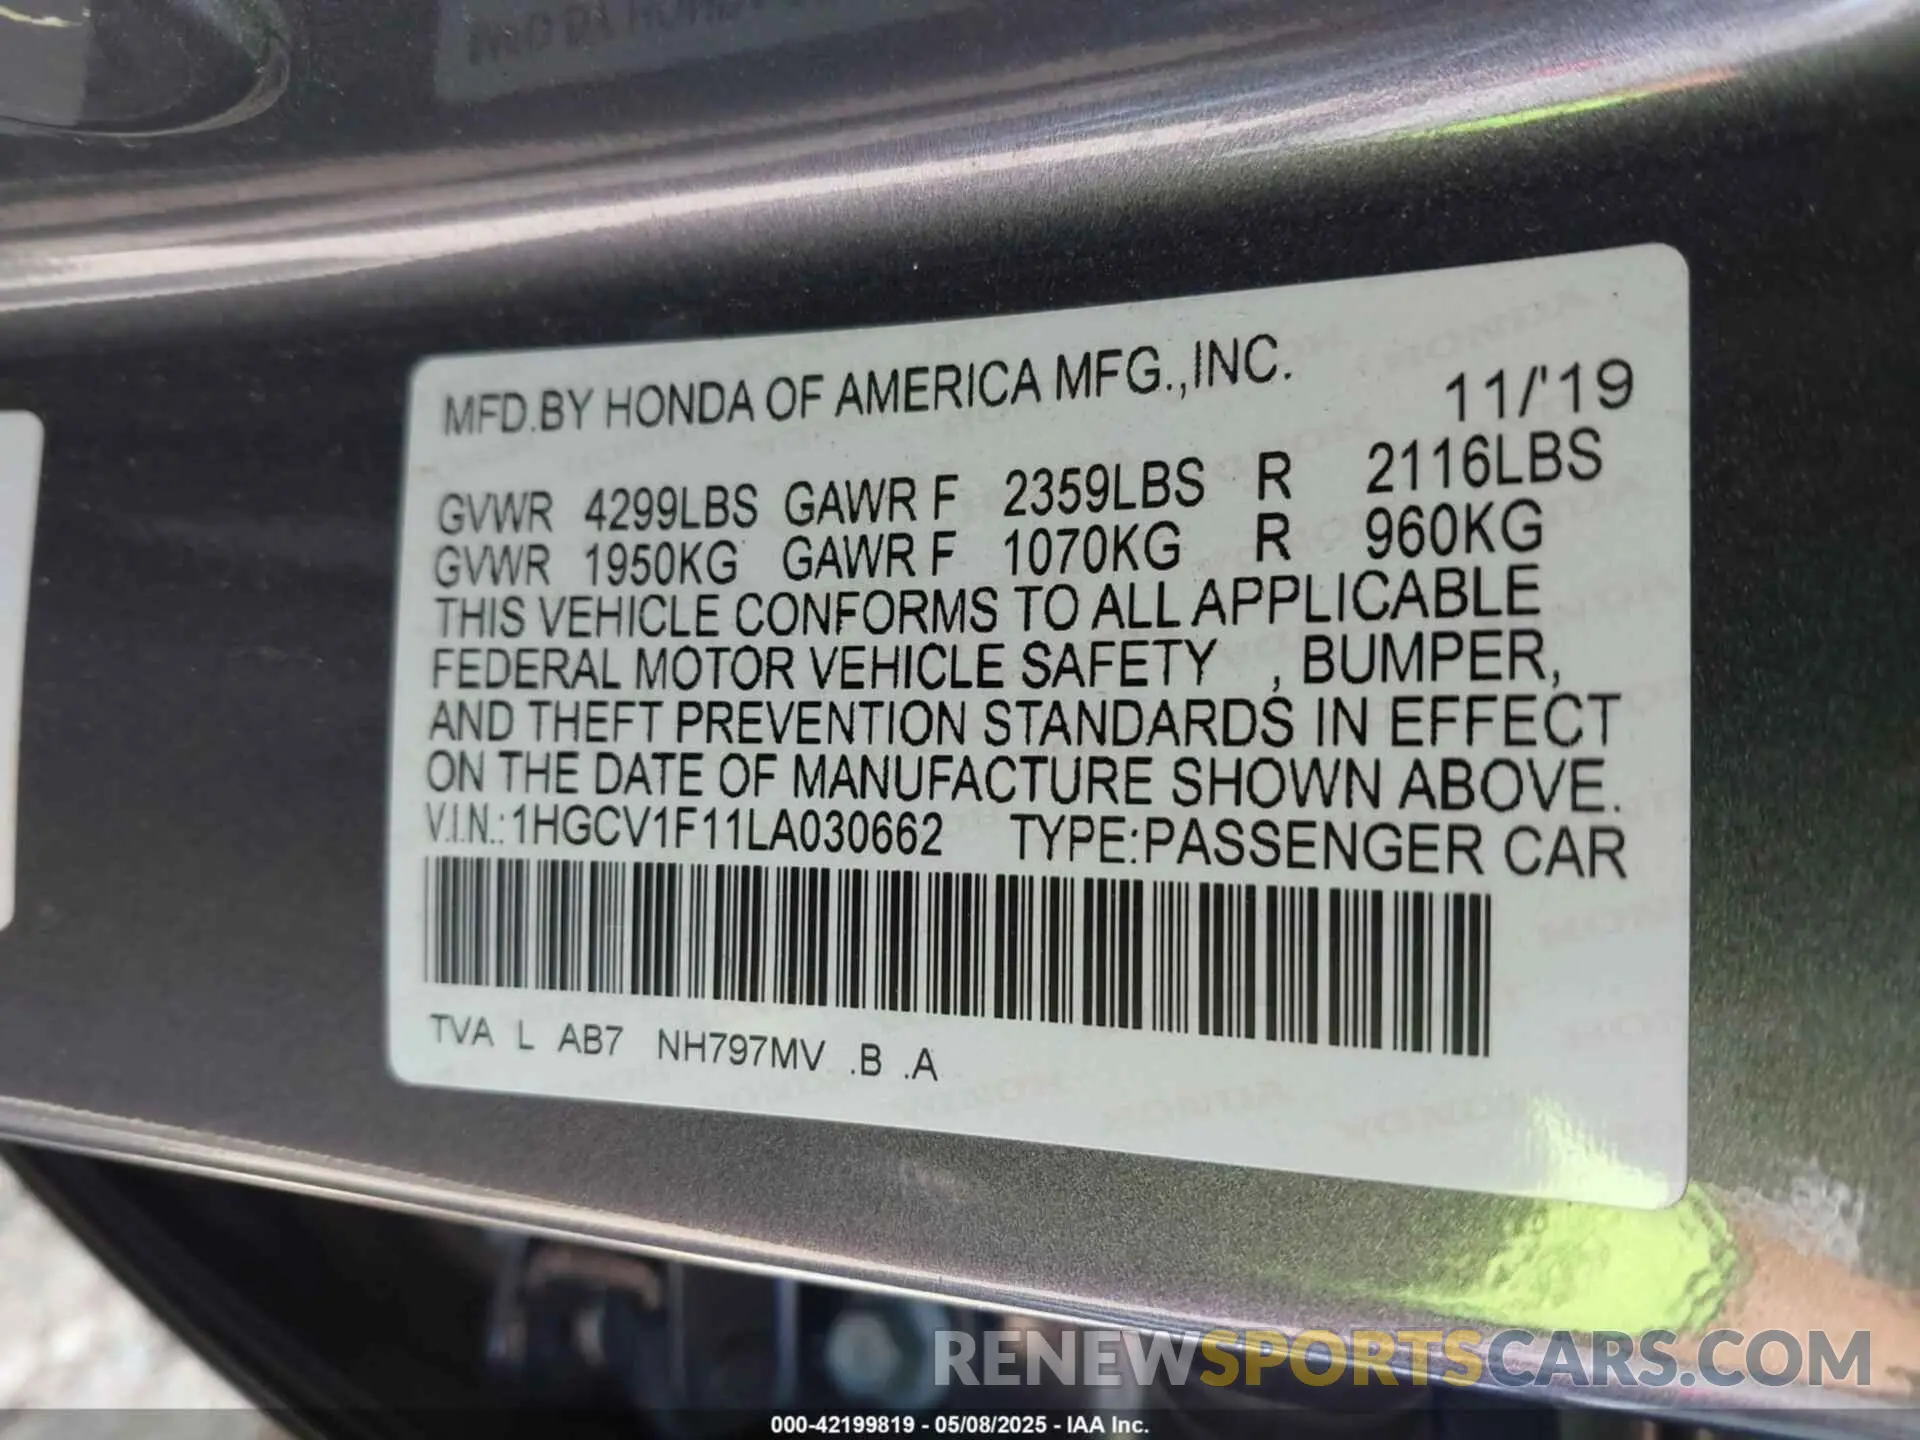 MFD.BY HONDA OF AMERICA MFG.,INC. 11/'19
GVWR 4299LBS GAWR F 2359LBS R 2116LBS
GVWR 1950KG GAWR F 1070KG R 960KG
THIS VEHICLE CONFORMS TO ALL APPLICABLE
FEDERAL MOTOR VEHICLE SAFETY , BUMPER,
AND THEFT PREVENTION STANDARDS IN EFFECT
ON THE DATE OF MANUFACTURE SHOWN ABOVE.
V.I.N.: 1HGCV1F11LA030662 TYPE:PASSENGER CAR
TVA L AB7 NH797MV .B .A
RENEWSPORTSCARS.COM
000-42199819 - 05/08/2025 - IAA Inc.